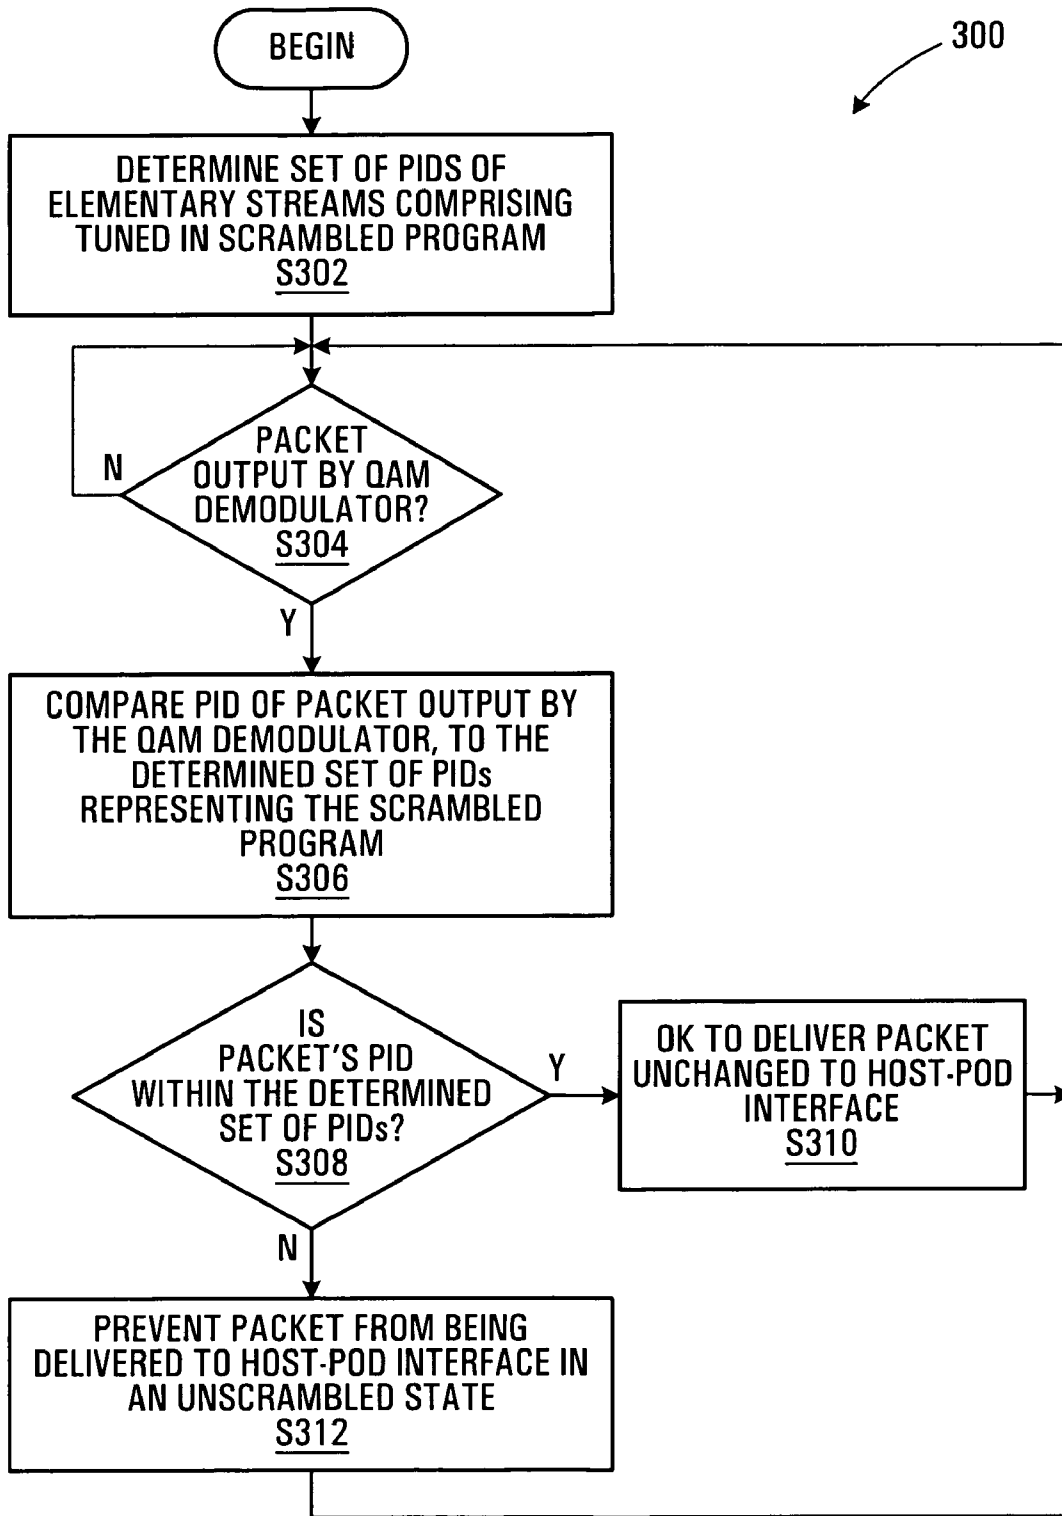 BEGIN
300
DETERMINE SET OF PIDS OF
ELEMENTARY STREAMS COMPRISING
TUNED IN SCRAMBLED PROGRAM
S302
PACKET
OUTPUT BY QAM
DEMODULATOR?
S304
N
Y
COMPARE PID OF PACKET OUTPUT BY
THE QAM DEMODULATOR, TO THE
DETERMINED SET OF PIDs
REPRESENTING THE SCRAMBLED
PROGRAM
S306
IS
PACKET'S PID
WITHIN THE DETERMINED
SET OF PIDs?
S308
Y
N
OK TO DELIVER PACKET
UNCHANGED TO HOST-POD
INTERFACE
S310
PREVENT PACKET FROM BEING
DELIVERED TO HOST-POD INTERFACE IN
AN UNSCRAMBLED STATE
S312